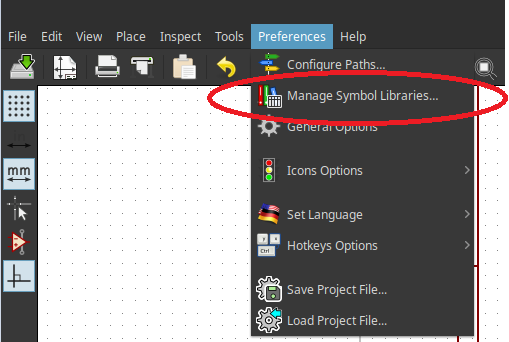 File Edit View Place Inspect Tools Preferences Help
Configure Paths...
Manage Symbol Libraries...
General Options
mm
Icons Options
Set Language
Hotkeys Options
Ctrl
Save Project File...
Load Project File...